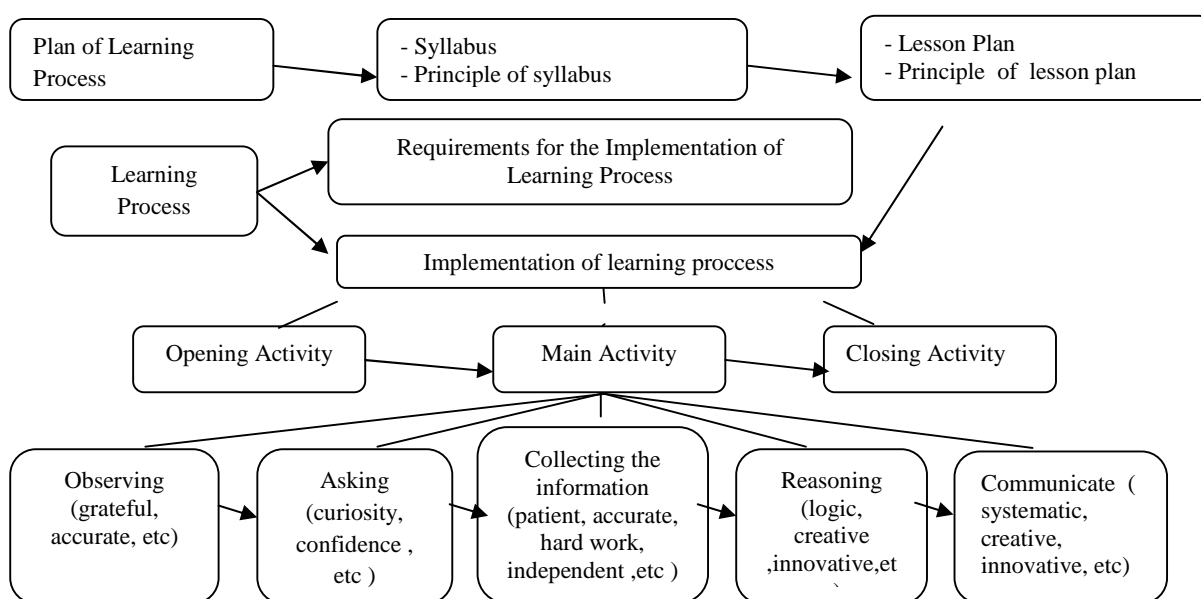 Plan of Learning
Process
- Syllabus
- Principle of syllabus
- Lesson Plan
- Principle of lesson plan
Learning
Process
Requirements for the Implementation of
Learning Process
Implementation of learning proccess
Opening Activity
Main Activity
Closing Activity
Observing
(grateful,
accurate, etc)
Asking
(curiosity,
confidence ,
etc )
Collecting the
information
(patient, accurate,
hard work,
independent ,etc )
Reasoning
(logic,
creative
,innovative,et
)
Communicate (
systematic,
creative,
innovative, etc)